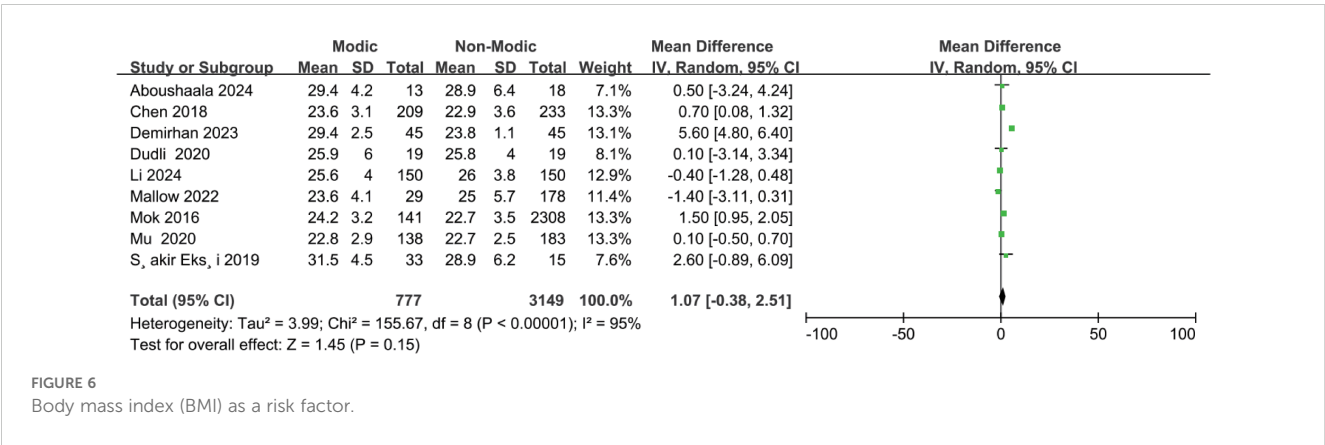 Modic Non-Modic Mean Difference Mean Difference
Study or Subgroup Mean SD Total Mean SD Total Weight IV, Random, 95% CI IV, Random, 95% CI
Aboushaala 2024 29.4 4.2 13 28.9 6.4 18 7.1% 0.50 [-3.24, 4.24]
Chen 2018 23.6 3.1 209 22.9 3.6 233 13.3% 0.70 [0.08, 1.32]
Demirhan 2023 29.4 2.5 45 23.8 1.1 45 13.1% 5.60 [4.80, 6.40]
Dudli 2020 25.9 6 19 25.8 4 19 8.1% 0.10 [-3.14, 3.34]
Li 2024 25.6 4 150 26 3.8 150 12.9% -0.40 [-1.28, 0.48]
Mallow 2022 23.6 4.1 29 25 5.7 178 11.4% -1.40 [-3.11, 0.31]
Mok 2016 24.2 3.2 141 22.7 3.5 2308 13.3% 1.50 [0.95, 2.05]
Mu 2020 22.8 2.9 138 22.7 2.5 183 13.3% 0.10 [-0.50, 0.70]
S¸ akir Eks¸ i 2019 31.5 4.5 33 28.9 6.2 15 7.6% 2.60 [-0.89, 6.09]
Total (95% CI) 777 3149 100.0% 1.07 [-0.38, 2.51]
Heterogeneity: Tau² = 3.99; Chi² = 155.67, df = 8 (P < 0.00001); I² = 95%
Test for overall effect: Z = 1.45 (P = 0.15)
-100 -50 0 50 100
FIGURE 6
Body mass index (BMI) as a risk factor.